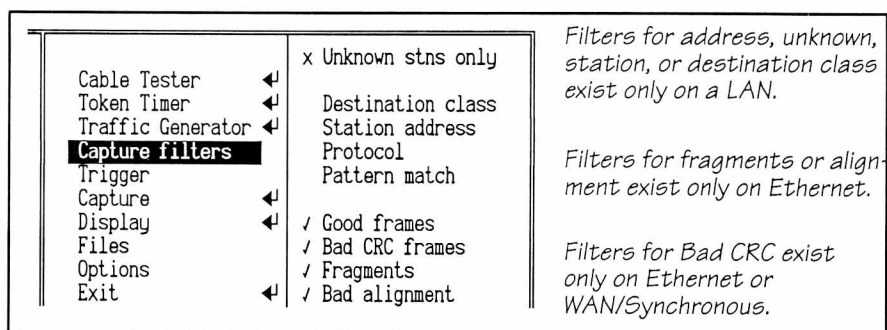 Cable Tester ↲
Token Timer ↲
Traffic Generator ↲
Capture filters
Trigger
Capture ↲
Display ↲
Files
Options
Exit ↲
x Unknown stns only
Destination class
Station address
Protocol
Pattern match
√ Good frames
√ Bad CRC frames
√ Fragments
√ Bad alignment
Filters for address, unknown,
station, or destination class
exist only on a LAN.
Filters for fragments or align-
ment exist only on Ethernet.
Filters for Bad CRC exist
only on Ethernet or
WAN/Synchronous.